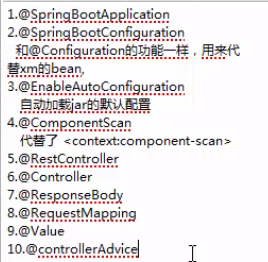 1.@SpringBootApplication
2.@SpringBootConfiguration
和@Configuration的功能一样，用来代
替xm的bean,
3.@EnableAutoConfiguration
自动加载jar的默认配置
4.@ComponentScan
代替了 <context:component-scan>
5.@RestController
6.@Controller
7.@ResponseBody
8.@RequestMapping
9.@Value
10.@controllerAdvice